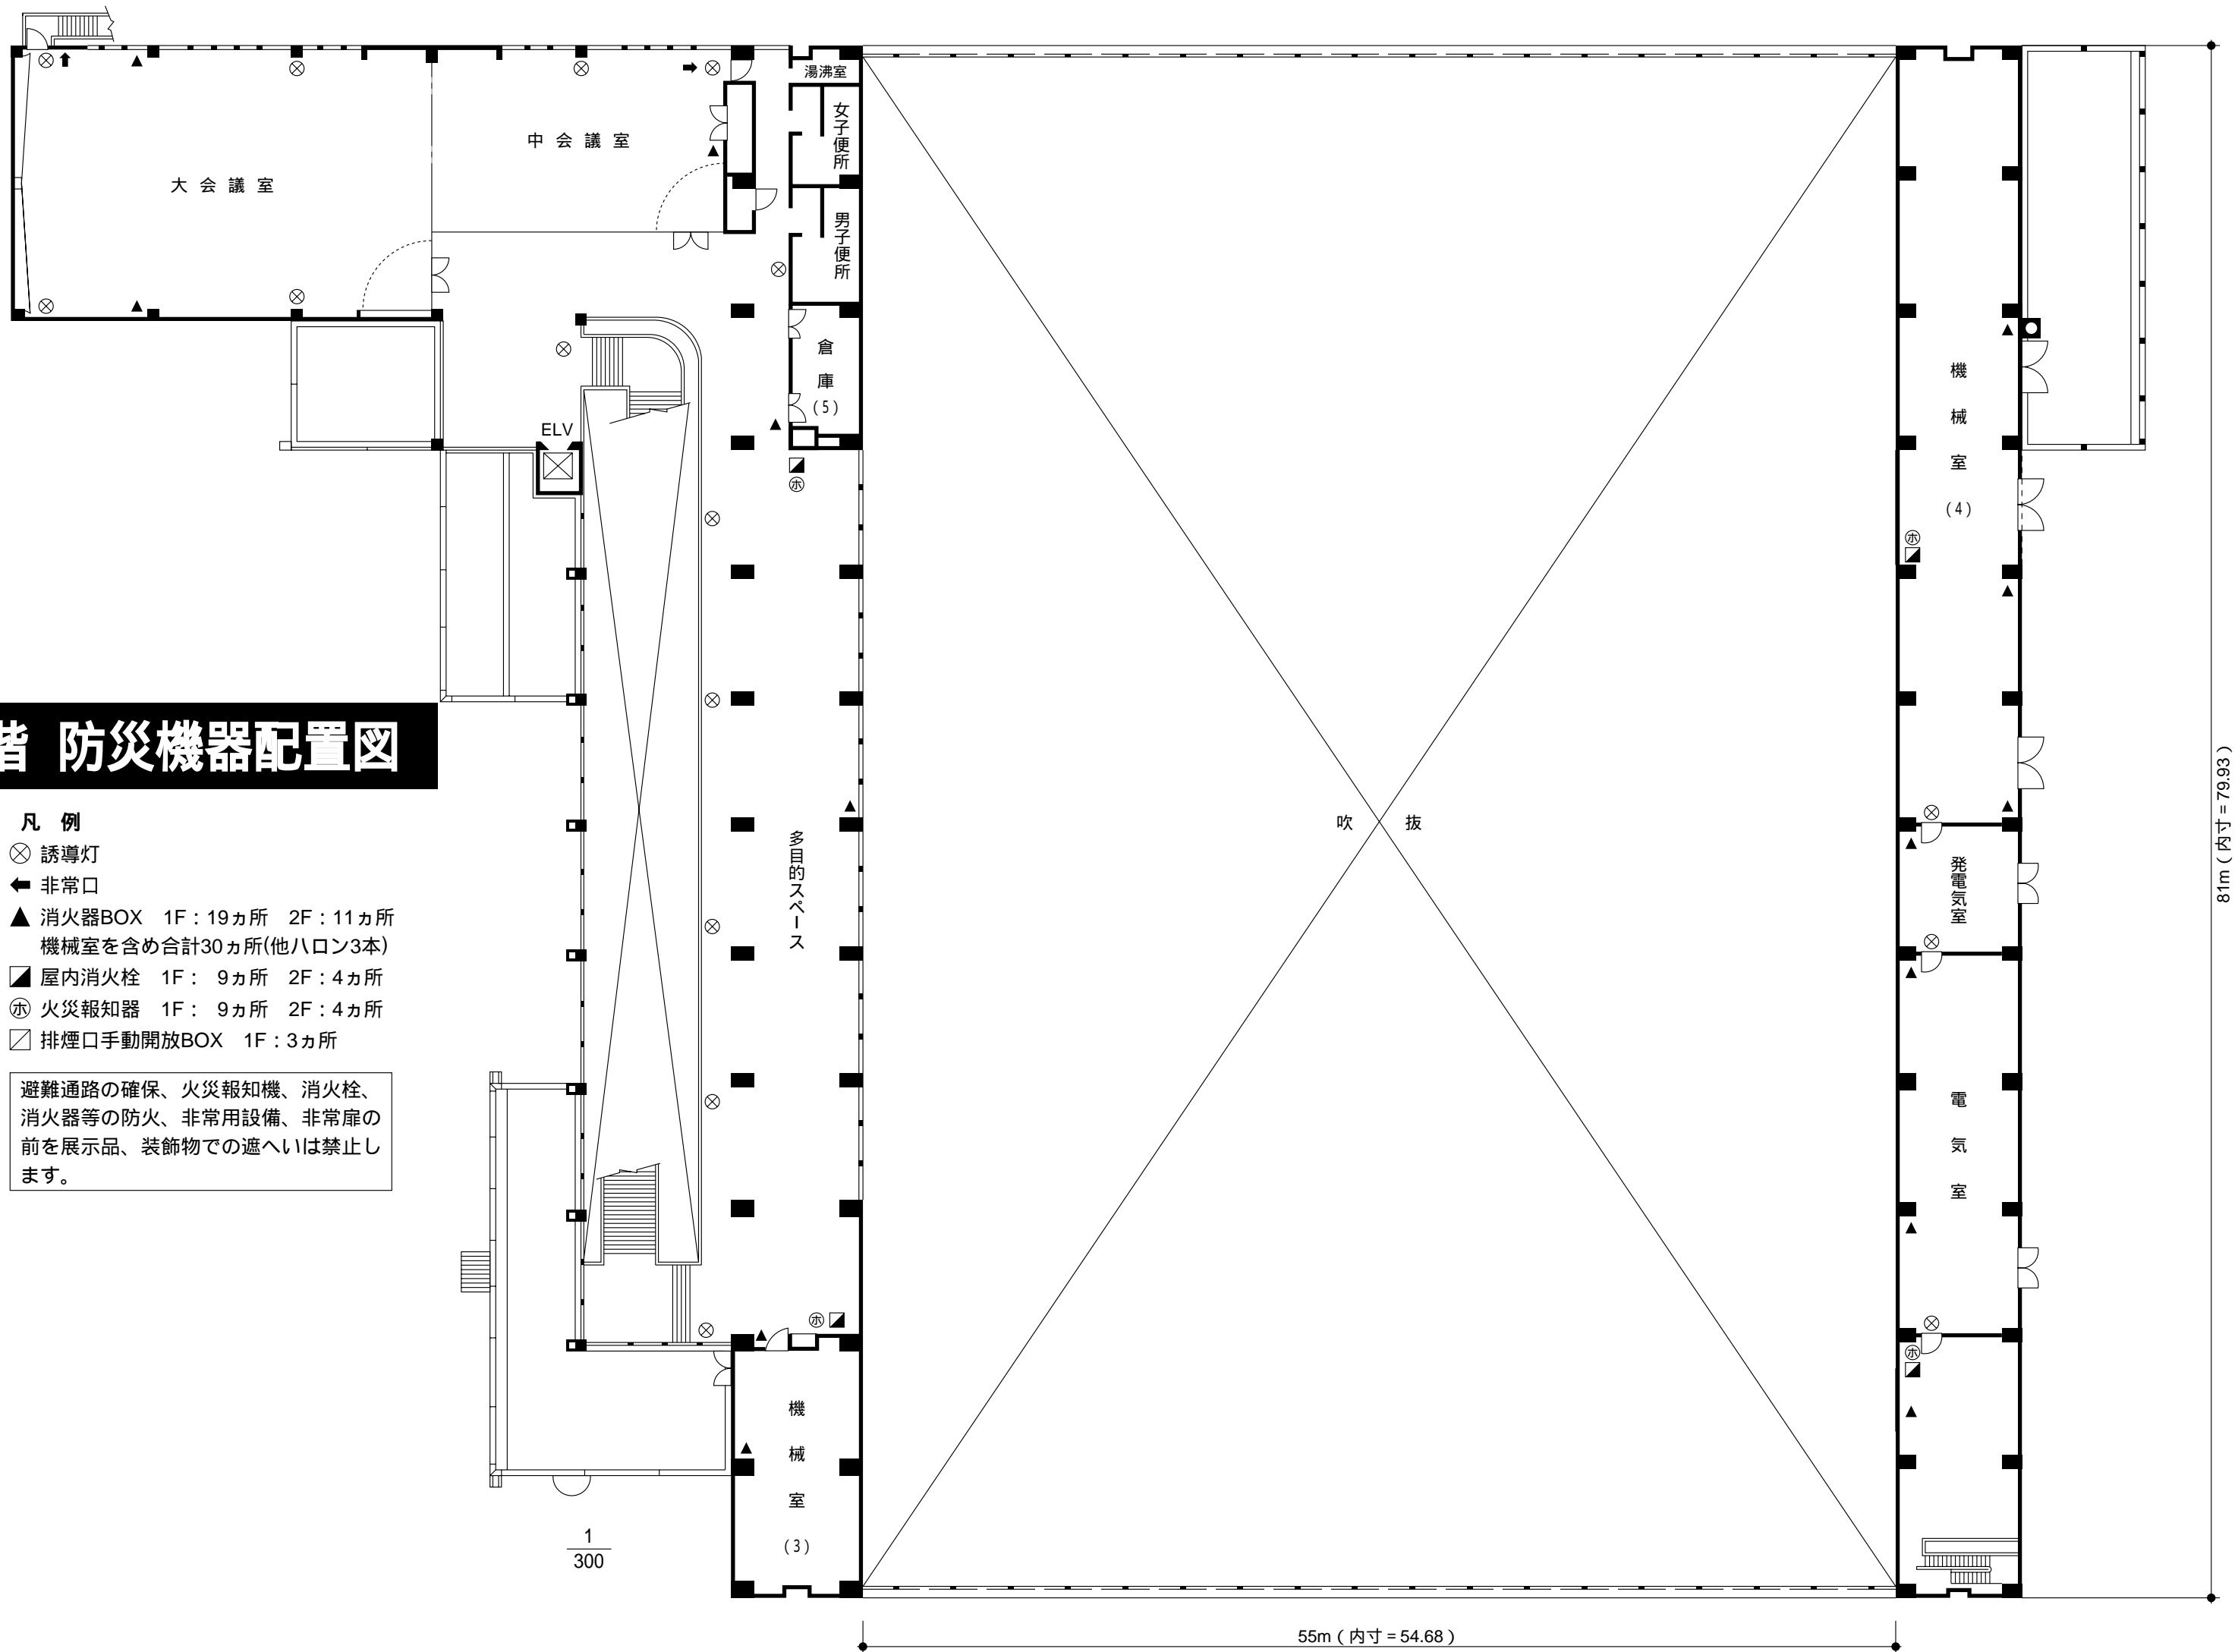 湯沸室
女子便所
中会議室
大会議室
男子便所
倉庫
(5)
ELV
機械室
(4)
階 防災機器配置図
81m(内寸=79.93)
凡 例
誘導灯
非常口
消火器BOX 1F:19ヵ所 2F:11ヵ所
機械室を含め合計30ヵ所(他ハロン3本)
屋内消火栓 1F: 9ヵ所 2F:4ヵ所
ホ 火災報知器 1F: 9ヵ所 2F:4ヵ所
排煙口手動開放BOX 1F:3ヵ所
避難通路の確保、火災報知機、消火栓、
消火器等の防火、非常用設備、非常扉の
前を展示品、装飾物での遮へいは禁止し
ます。
多目的スペース
吹 抜
発電気室
電気室
ホ
ホ
ホ
ホ
機械室
(3)
1
300
55m(内寸=54.68)